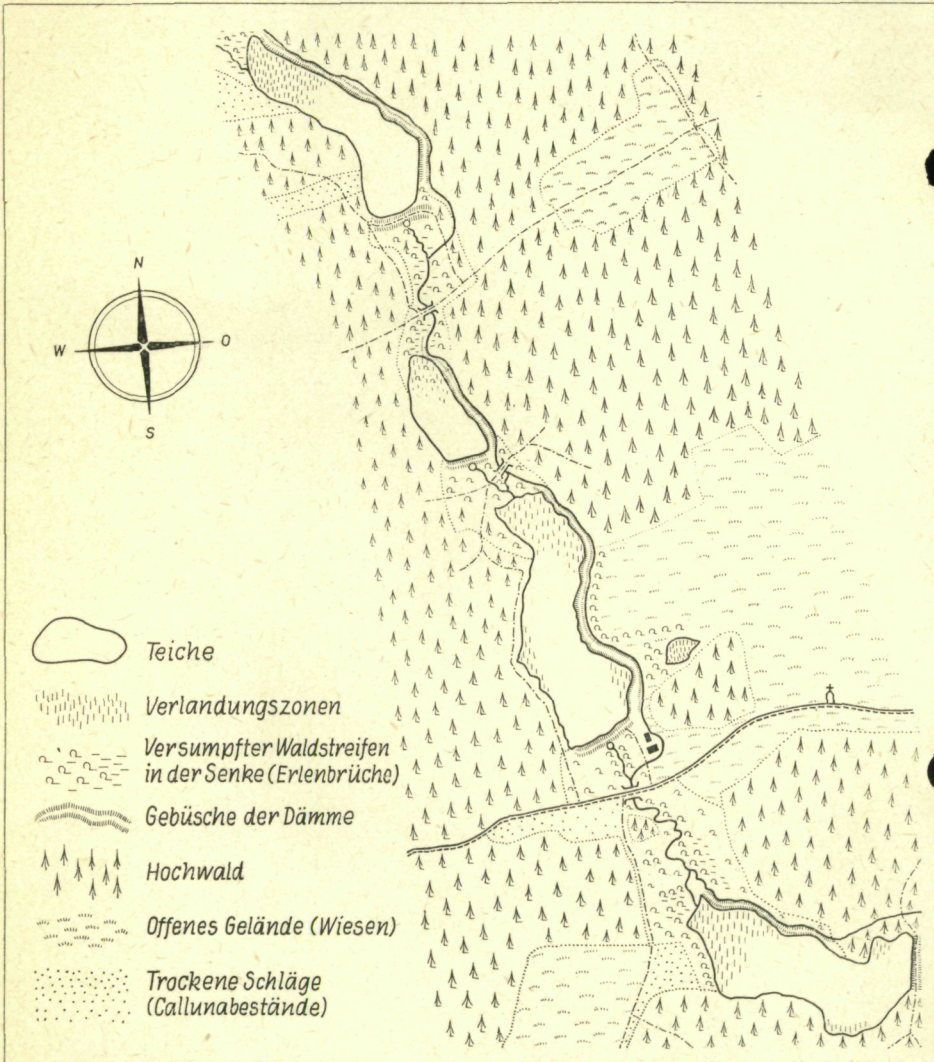 N
W
O
S
Teiche
Verlandungszonen
Versumpfter Waldstreifen
in der Senke (Erlenbrüche)
Gebüsche der Dämme
Hochwald
Offenes Gelände (Wiesen)
Trockene Schläge
(Callunabestände)